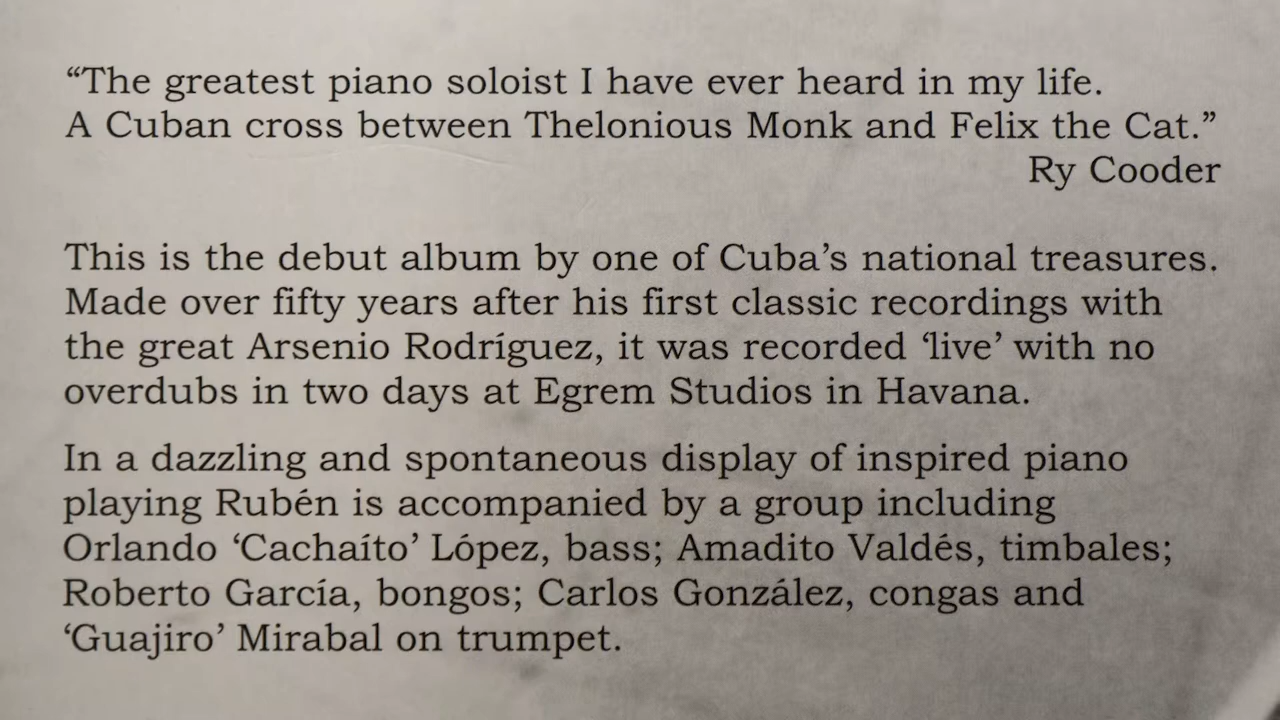 “The greatest piano soloist I have ever heard in my life.
A Cuban cross between Thelonious Monk and Felix the Cat.”
Ry Cooder
This is the debut album by one of Cuba’s national treasures.
Made over fifty years after his first classic recordings with
the great Arsenio Rodríguez, it was recorded ‘live’ with no
overdubs in two days at Egrem Studios in Havana.
In a dazzling and spontaneous display of inspired piano
playing Rubén is accompanied by a group including
Orlando ‘Cachaíto’ López, bass; Amadito Valdés, timbales;
Roberto García, bongos; Carlos González, congas and
‘Guajiro’ Mirabal on trumpet.